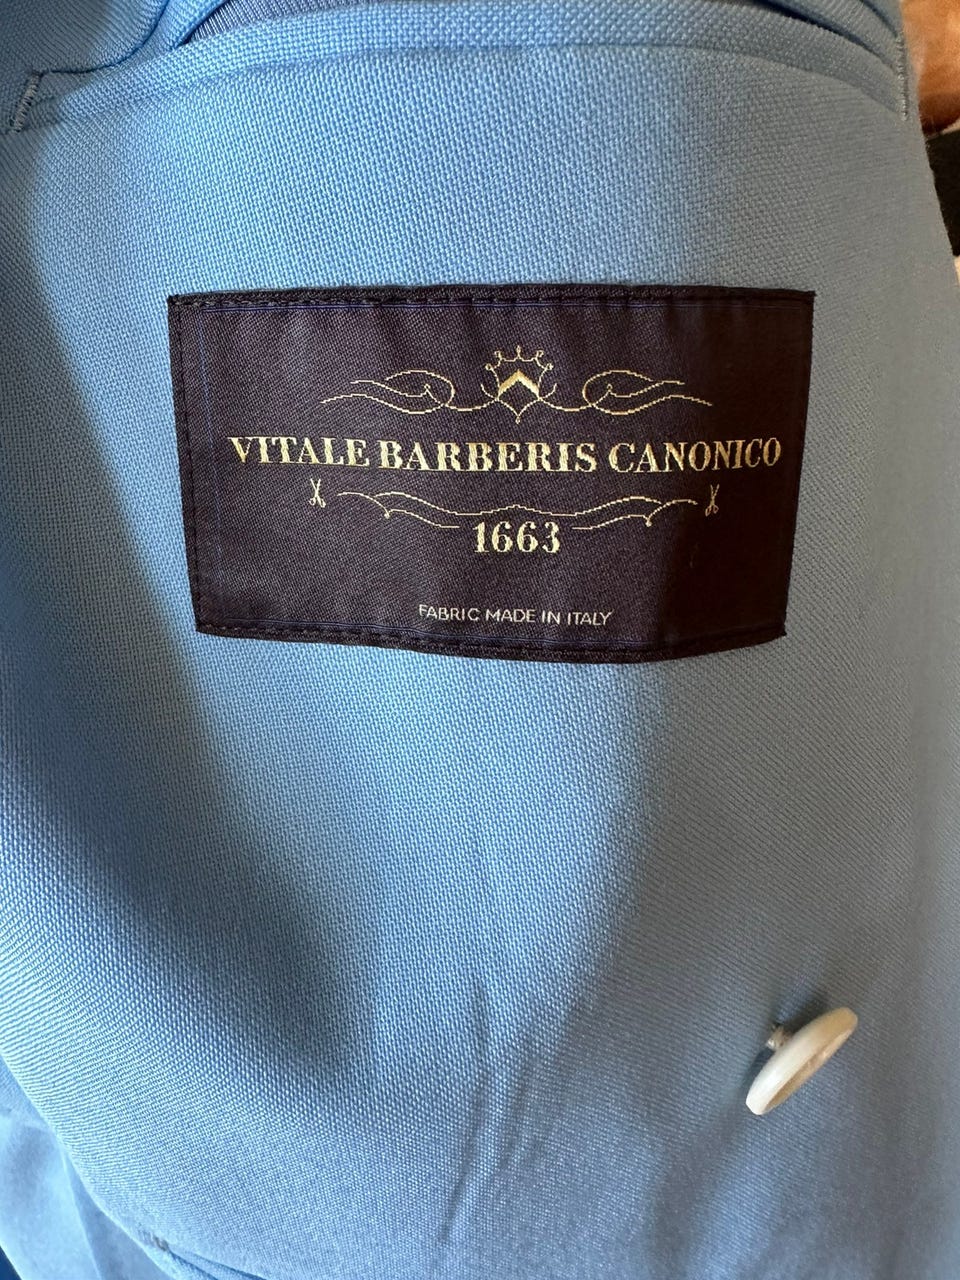 VITALE BARBERIS CANONICO
1663
FABRIC MADE IN ITALY